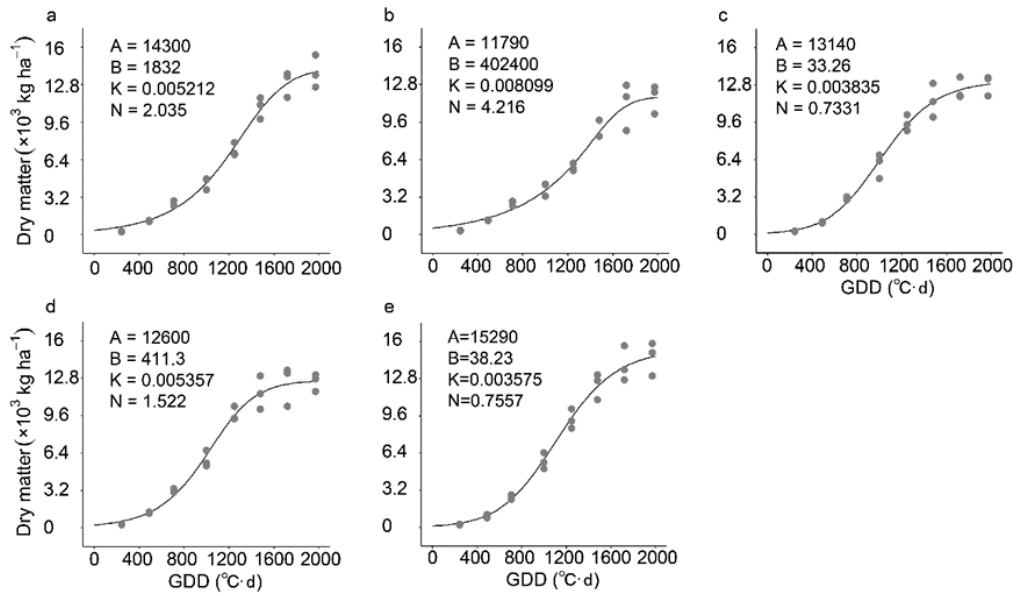 a
A = 14300
B = 1832
K = 0.005212
N = 2.035
16
12.8
9.6
6.4
3.2
0
Dry matter (×10³ kg ha⁻¹)
0 400 800 1200 1600 2000
b
A = 11790
B = 402400
K = 0.008099
N = 4.216
16
12.8
9.6
6.4
3.2
0
0 400 800 1200 1600 2000
c
A = 13140
B = 33.26
K = 0.003835
N = 0.7331
16
12.8
9.6
6.4
3.2
0
0 400 800 1200 1600 2000
GDD (°C·d)
d
A = 12600
B = 411.3
K = 0.005357
N = 1.522
16
12.8
9.6
6.4
3.2
0
Dry matter (×10³ kg ha⁻¹)
0 400 800 1200 1600 2000
GDD (°C·d)
e
A=15290
B=38.23
K=0.003575
N=0.7557
16
12.8
9.6
6.4
3.2
0
0 400 800 1200 1600 2000
GDD (°C·d)